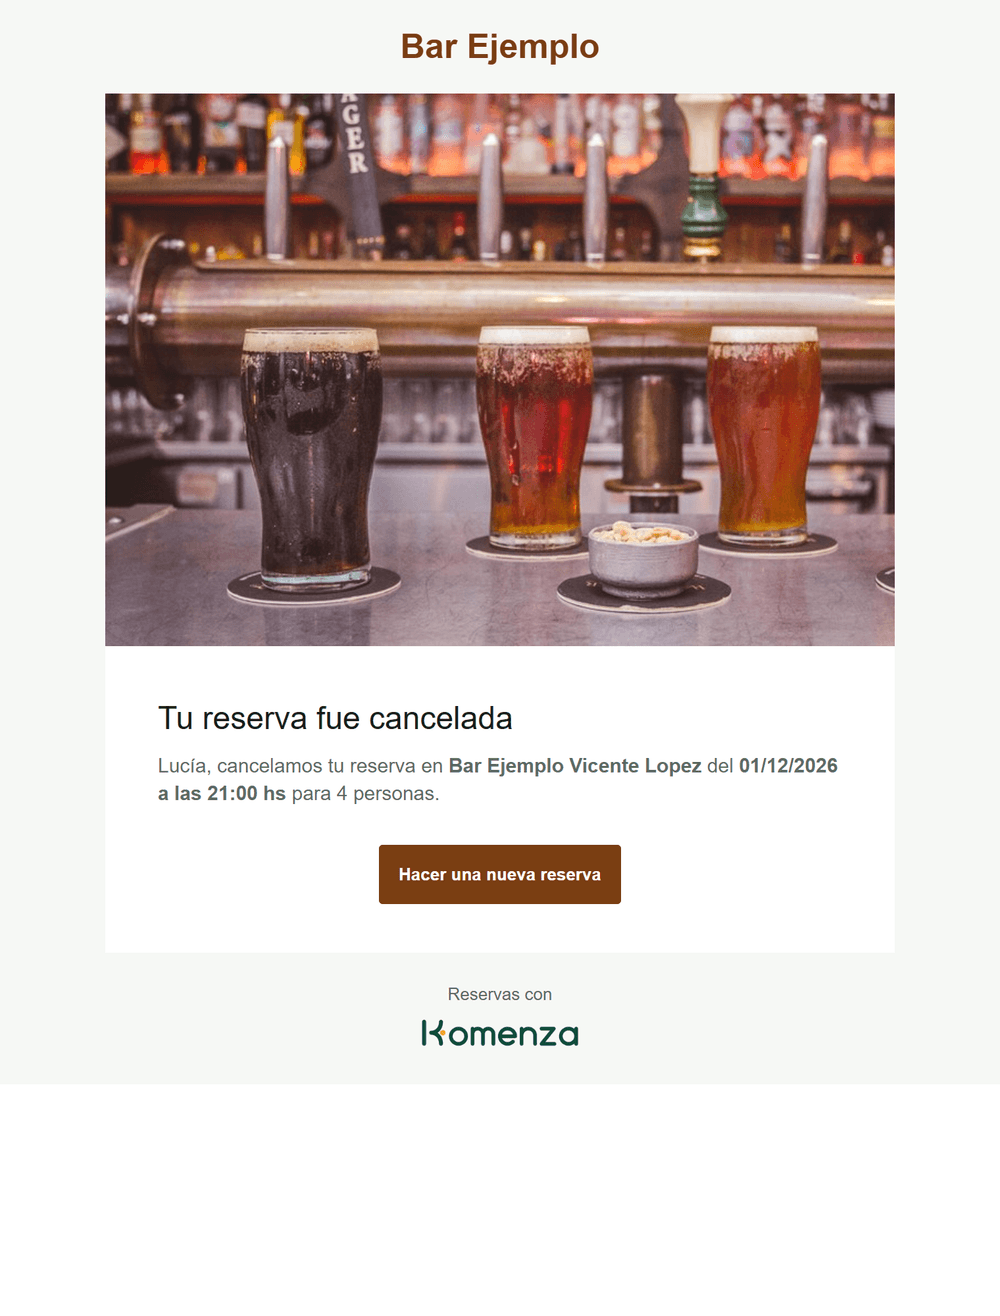 Bar Ejemplo
AGER
Tu reserva fue cancelada
Lucía, cancelamos tu reserva en Bar Ejemplo Vicente Lopez del 01/12/2026
a las 21:00 hs para 4 personas.
Hacer una nueva reserva
Reservas con
Komenza